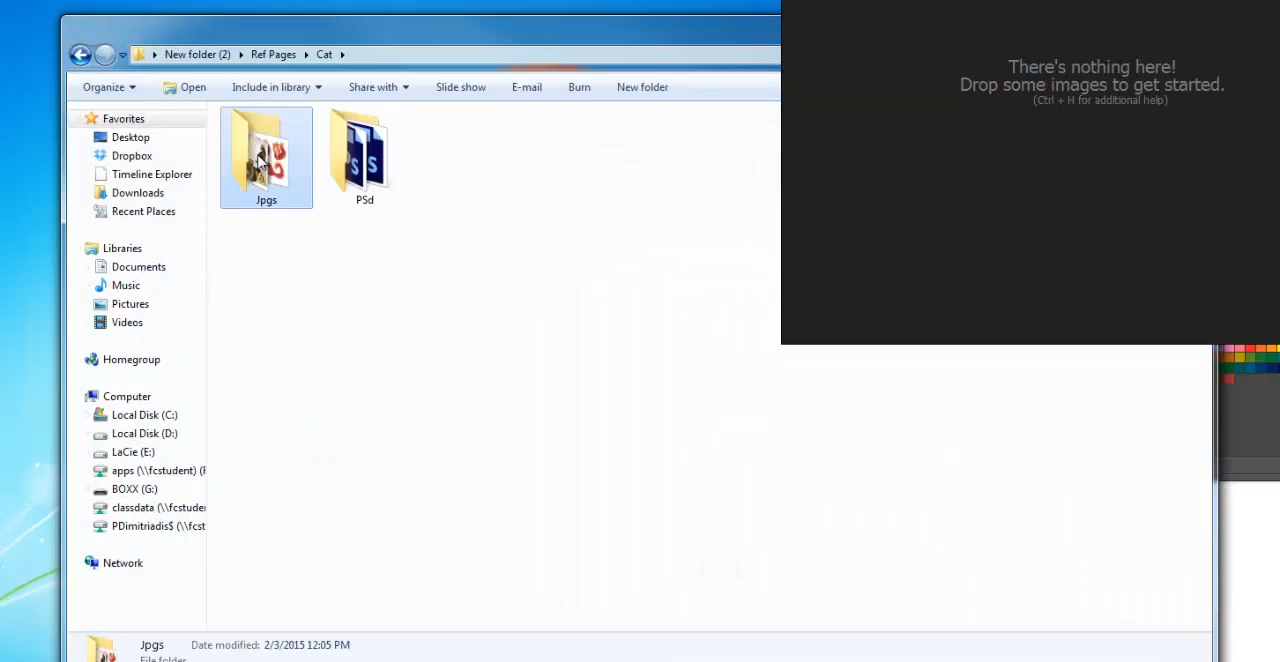 New folder (2) Ref Pages Cat
Organize Open Include in library Share with Slide show E-mail Burn New folder
There's nothing here!
Drop some images to get started.
(Ctrl + H for additional help)
Favorites
Desktop
Dropbox
Timeline Explorer
Downloads
Recent Places
Libraries
Documents
Music
Pictures
Videos
Homegroup
Computer
Local Disk (C:)
Local Disk (D:)
LaCie (E:)
apps (\\fcstudent) (F
BOXX (G:)
classdata (\\fcstuder
PDimitriadis$ (\\fcst
Network
Jpgs
PSd
Jpgs Date modified: 2/3/2015 12:05 PM
File folder